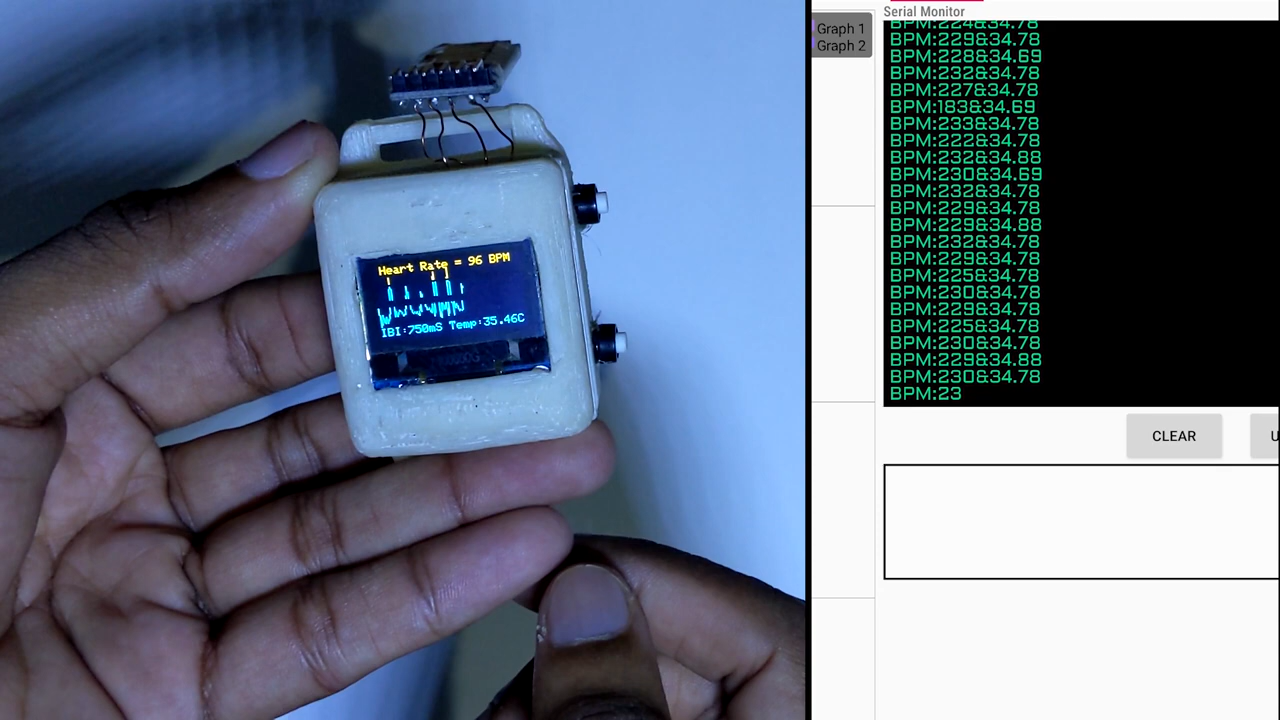 Heart Rate = 96 BPM
IBI:750mS Temp:35.46C
Graph 1
Graph 2
Serial Monitor
BPM:224&34.78
BPM:229&34.78
BPM:228&34.69
BPM:232&34.78
BPM:227&34.78
BPM:183&34.69
BPM:233&34.78
BPM:222&34.78
BPM:232&34.88
BPM:230&34.69
BPM:232&34.78
BPM:229&34.78
BPM:229&34.88
BPM:232&34.78
BPM:229&34.78
BPM:225&34.78
BPM:230&34.78
BPM:229&34.78
BPM:225&34.78
BPM:230&34.78
BPM:229&34.88
BPM:230&34.78
BPM:23
CLEAR